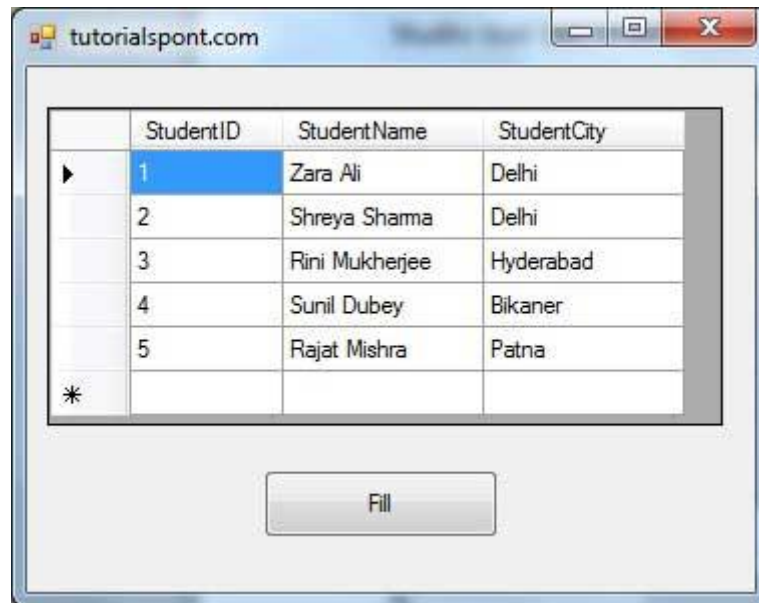 tutorialspont.com
StudentID StudentName StudentCity
1 Zara Ali Delhi
2 Shreya Sharma Delhi
3 Rini Mukherjee Hyderabad
4 Sunil Dubey Bikaner
5 Rajat Mishra Patna
Fill